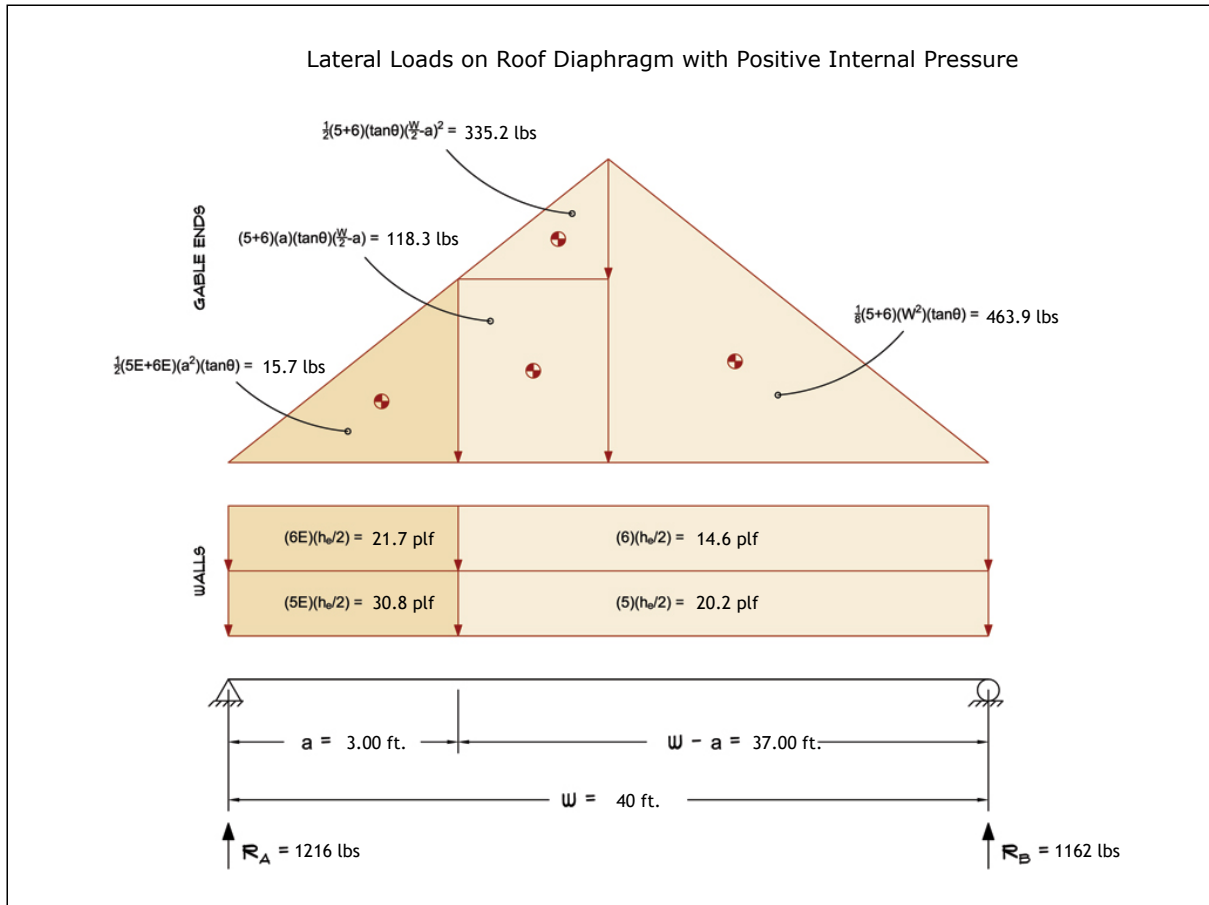 Lateral Loads on Roof Diaphragm with Positive Internal Pressure
½(5+6)(tanθ)(W/2-a)² = 335.2 lbs
GABLE ENDS
(5+6)(a)(tanθ)(W/2-a) = 118.3 lbs
⅛(5+6)(W²)(tanθ) = 463.9 lbs
½(5E+6E)(a²)(tanθ) = 15.7 lbs
WALLS
(6E)(hₑ/2) = 21.7 plf
(6)(hₑ/2) = 14.6 plf
(5E)(hₑ/2) = 30.8 plf
(5)(hₑ/2) = 20.2 plf
a = 3.00 ft.
W - a = 37.00 ft.
W = 40 ft.
R_A = 1216 lbs
R_B = 1162 lbs